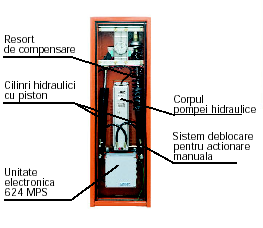 Resort
de compensare
Cilinri hidraulici
cu piston
Corpul
pompei hidraulice
Sistem deblocare
pentru actionare
manuala
Unitate
electronica
624 MPS